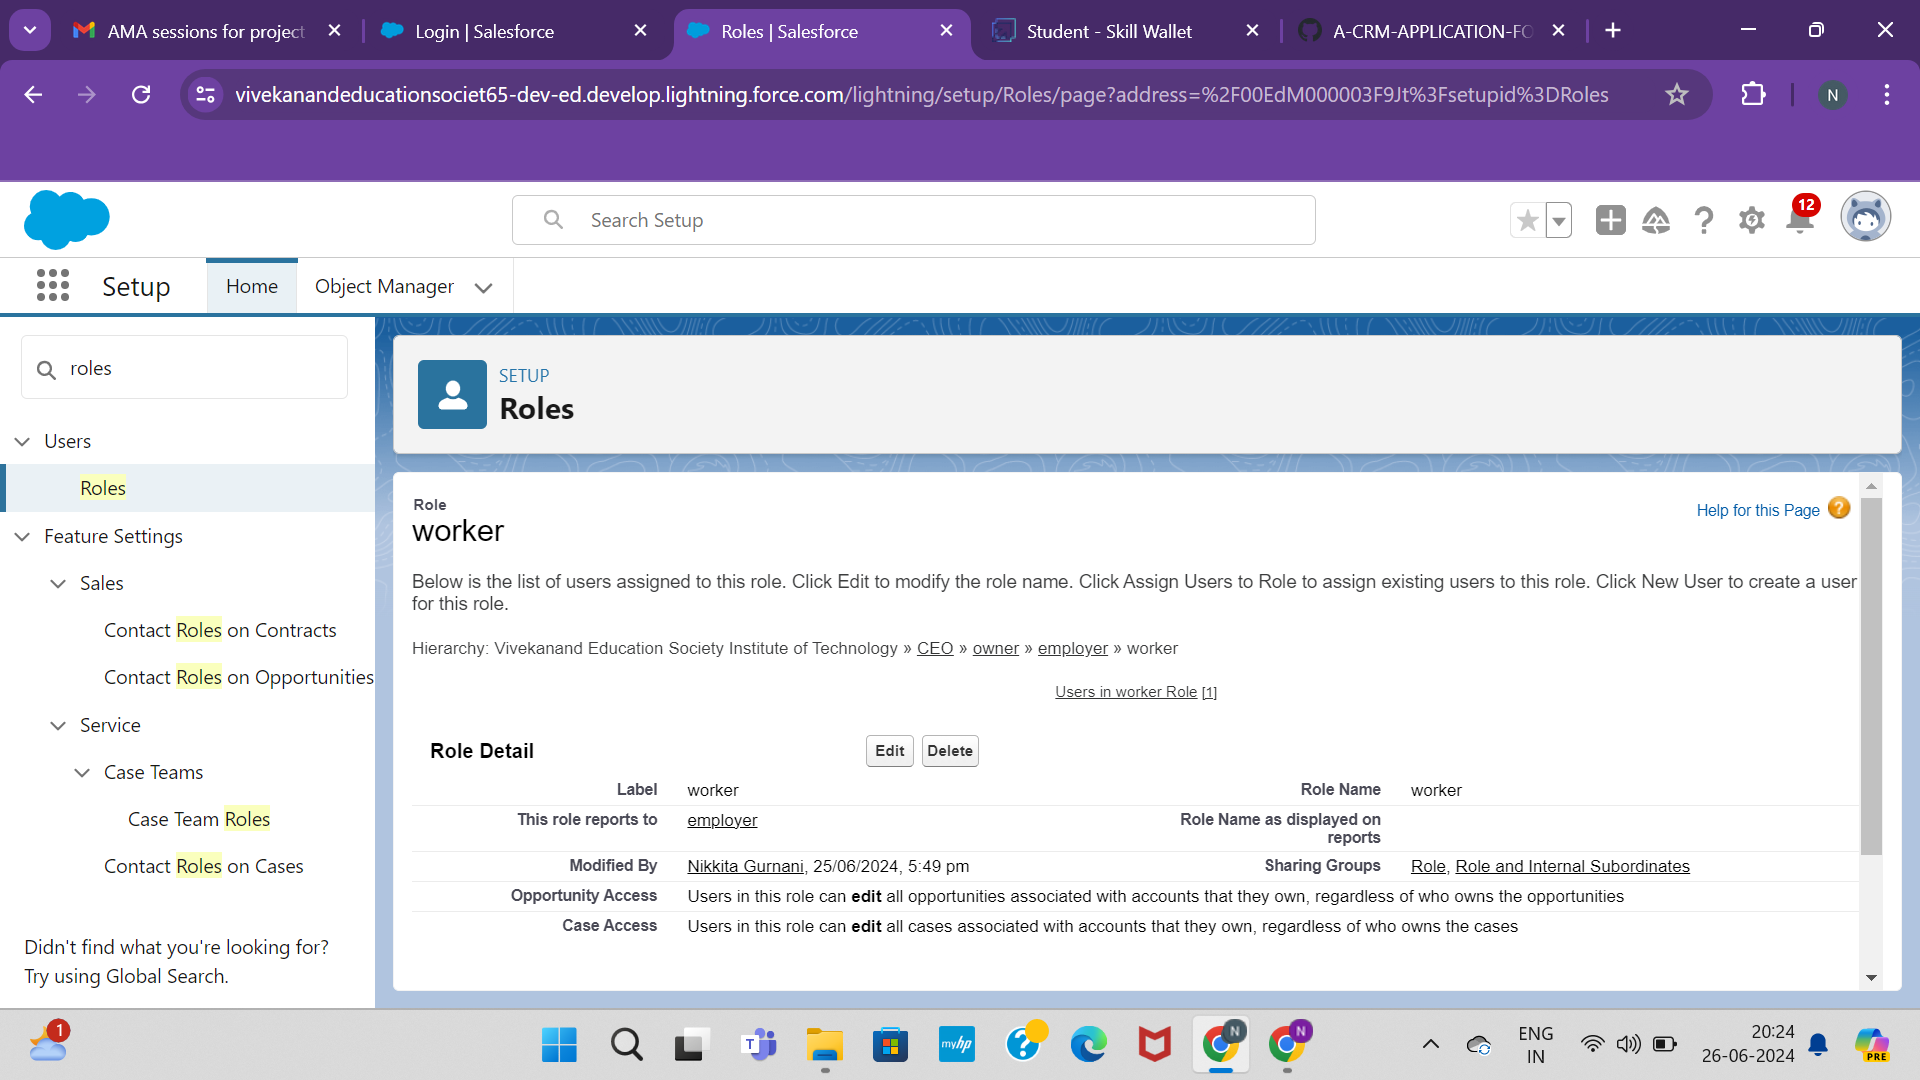 AMA sessions for project
Login | Salesforce
Roles | Salesforce
Student - Skill Wallet
A-CRM-APPLICATION-FO
vivekanandeducationsociet65-dev-ed.develop.lightning.force.com/lightning/setup/Roles/page?address=%2F00EdM000003F9Jt%3Fsetupid%3DRoles
N
Search Setup
12
Setup
Home
Object Manager
roles
Users
Roles
Feature Settings
Sales
Contact Roles on Contracts
Contact Roles on Opportunities
Service
Case Teams
Case Team Roles
Contact Roles on Cases
Didn't find what you're looking for?
Try using Global Search.
SETUP
Roles
Role
worker
Help for this Page ?
Below is the list of users assigned to this role. Click Edit to modify the role name. Click Assign Users to Role to assign existing users to this role. Click New User to create a user
for this role.
Hierarchy: Vivekanand Education Society Institute of Technology » CEO » owner » employer » worker
Users in worker Role [1]
Role Detail
Edit
Delete
Label worker
Role Name worker
This role reports to employer
Role Name as displayed on
reports
Modified By Nikkita Gurnani, 25/06/2024, 5:49 pm
Sharing Groups Role, Role and Internal Subordinates
Opportunity Access Users in this role can edit all opportunities associated with accounts that they own, regardless of who owns the opportunities
Case Access Users in this role can edit all cases associated with accounts that they own, regardless of who owns the cases
1
T
myhp
?
N
N
ENG
IN
20:24
26-06-2024
PRE